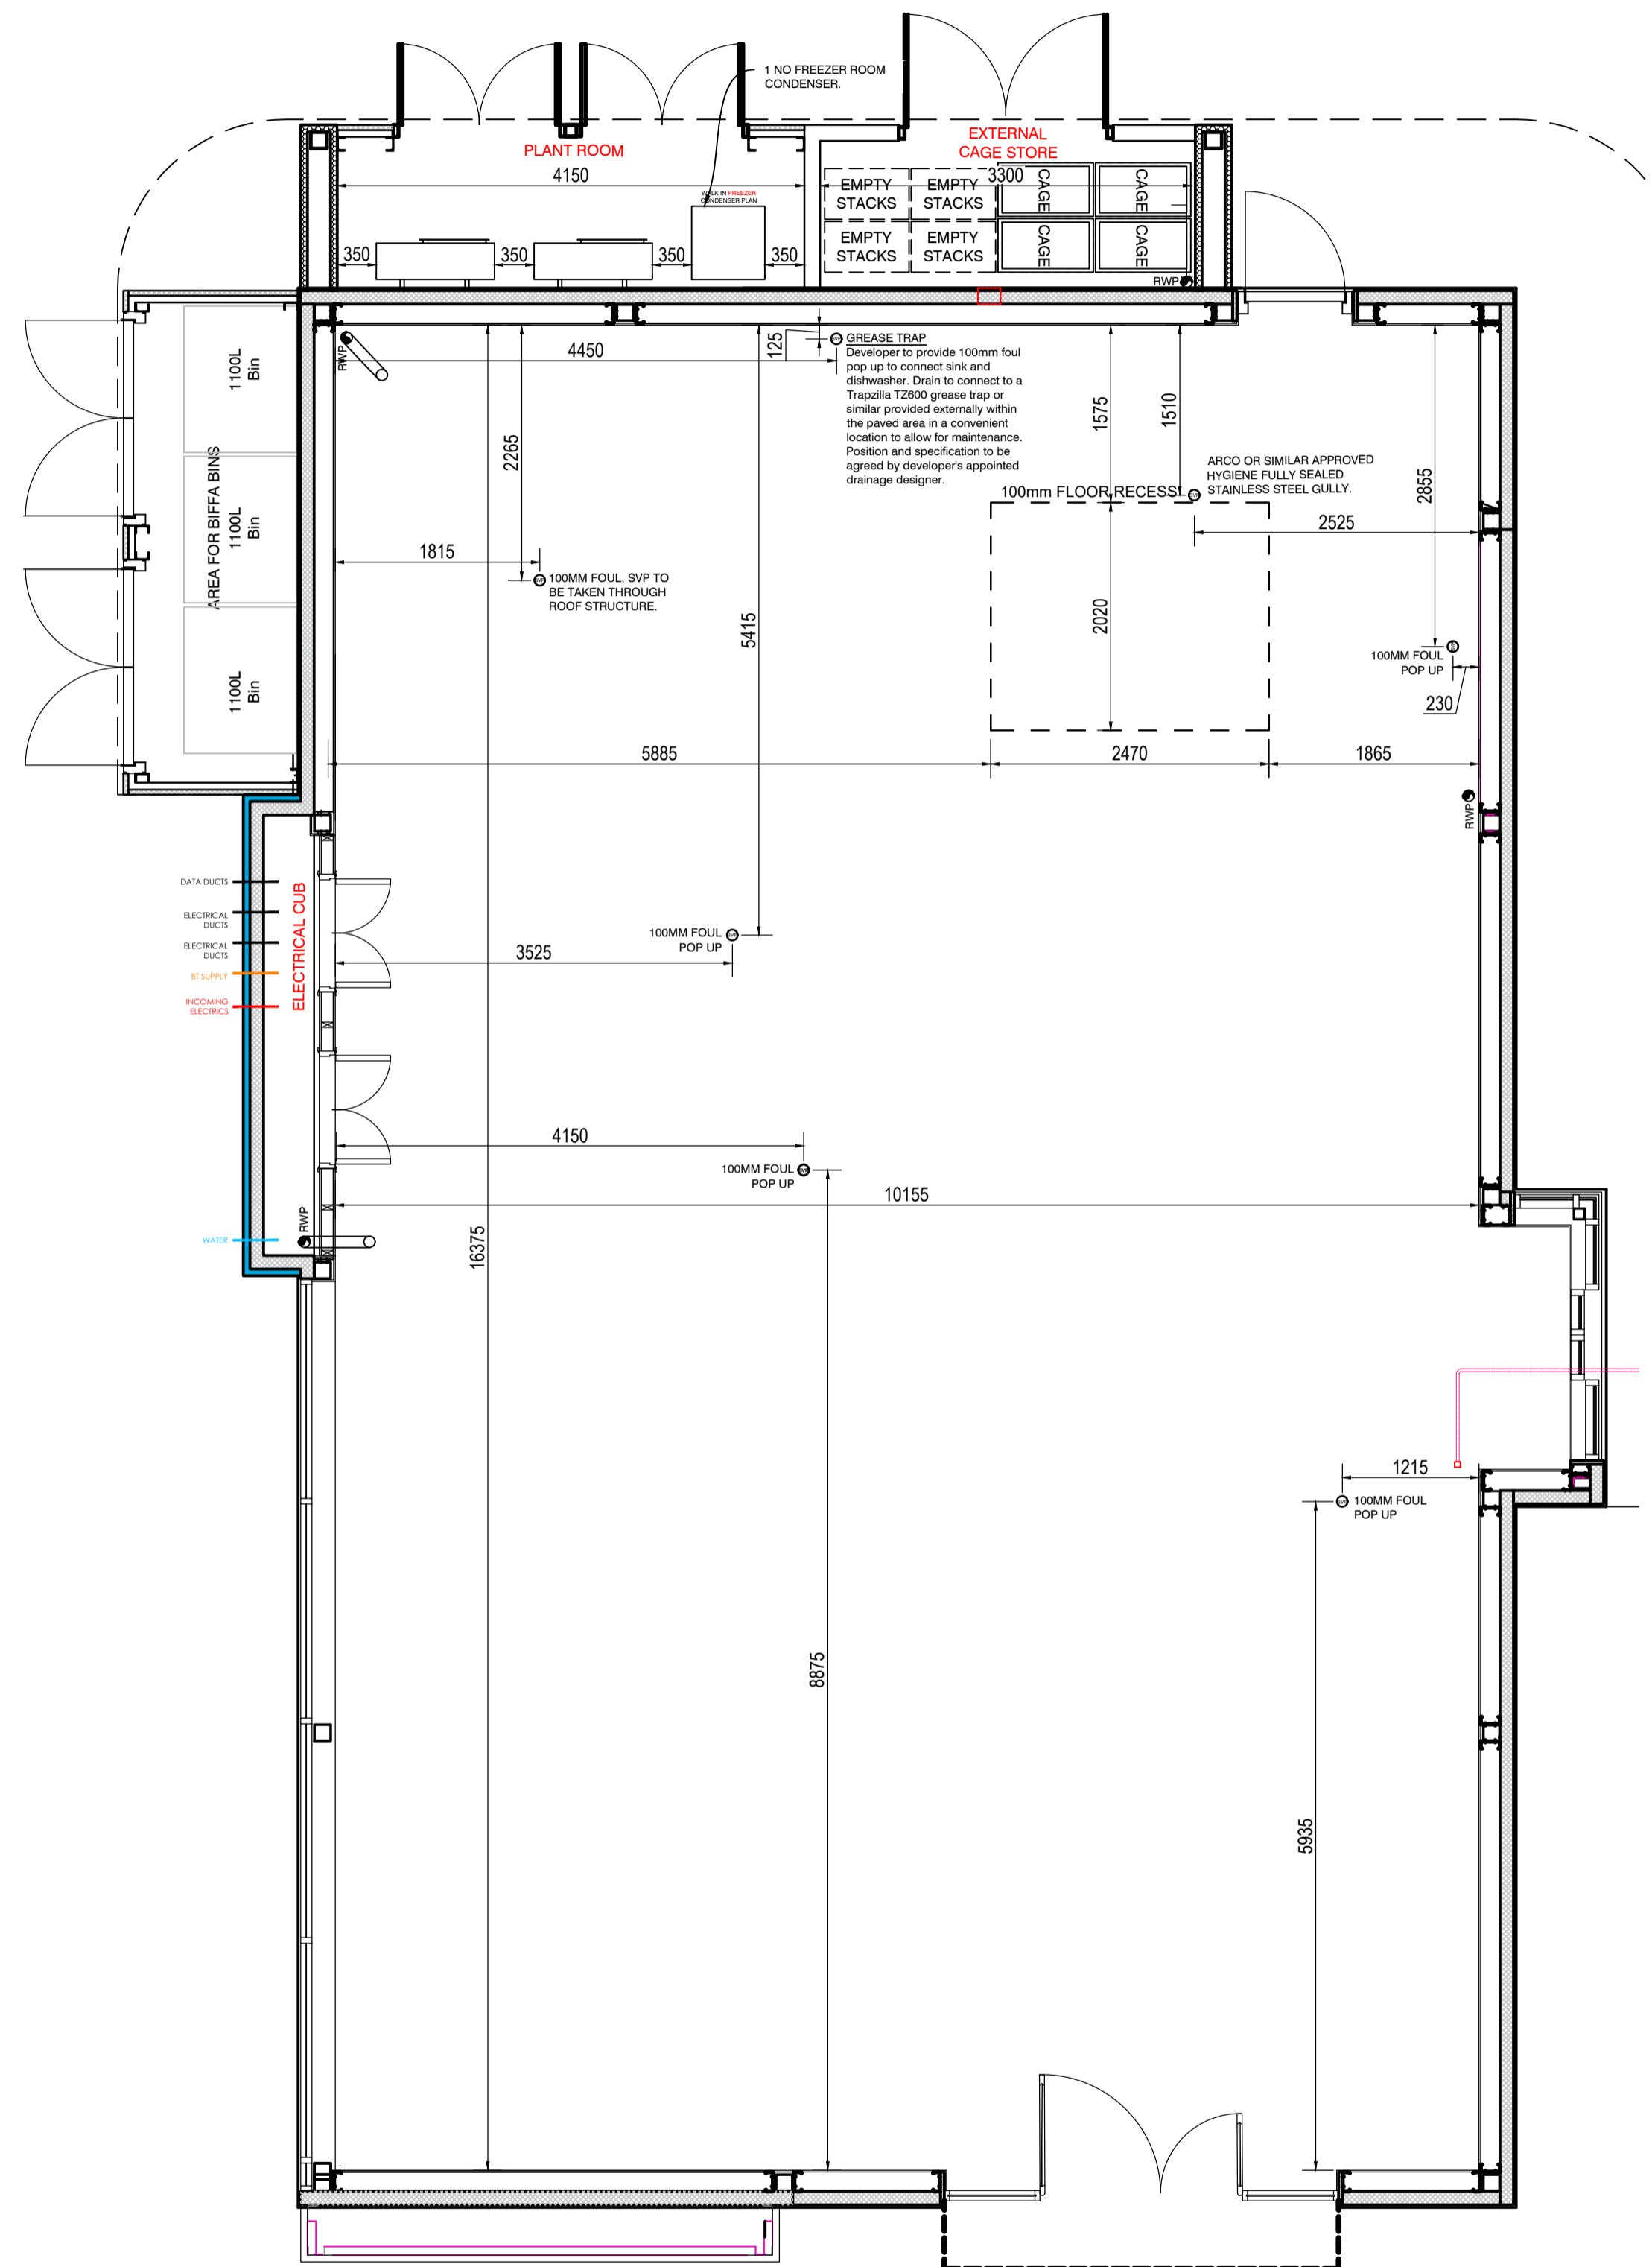 1 NO FREEZER ROOM
CONDENSER.
PLANT ROOM
4150
EXTERNAL
CAGE STORE
3300
WALK IN FREEZER
CONDENSER PLAN
350
350
350
350
EMPTY
STACKS
EMPTY
STACKS
CAGE
CAGE
EMPTY
STACKS
EMPTY
STACKS
CAGE
CAGE
RWP
1100L
Bin
1100L
Bin
1100L
Bin
AREA FOR BIFFA BINS
RWP
4450
125
GREASE TRAP
Developer to provide 100mm foul
pop up to connect sink and
dishwasher. Drain to connect to a
Trapzilla TZ600 grease trap or
similar provided externally within
the paved area in a convenient
location to allow for maintenance.
Position and specification to be
agreed by developer's appointed
drainage designer.
2265
1575
1510
2855
ARCO OR SIMILAR APPROVED
HYGIENE FULLY SEALED
STAINLESS STEEL GULLY.
100mm FLOOR RECESS
2525
1815
100MM FOUL, SVP TO
BE TAKEN THROUGH
ROOF STRUCTURE.
5415
2020
100MM FOUL
POP UP
230
5885
2470
1865
RWP
DATA DUCTS
ELECTRICAL
DUCTS
ELECTRICAL
DUCTS
BT SUPPLY
INCOMING
ELECTRICS
ELECTRICAL CUB
100MM FOUL
POP UP
3525
4150
100MM FOUL
POP UP
10155
WATER
RWP
16375
1215
100MM FOUL
POP UP
8875
5935